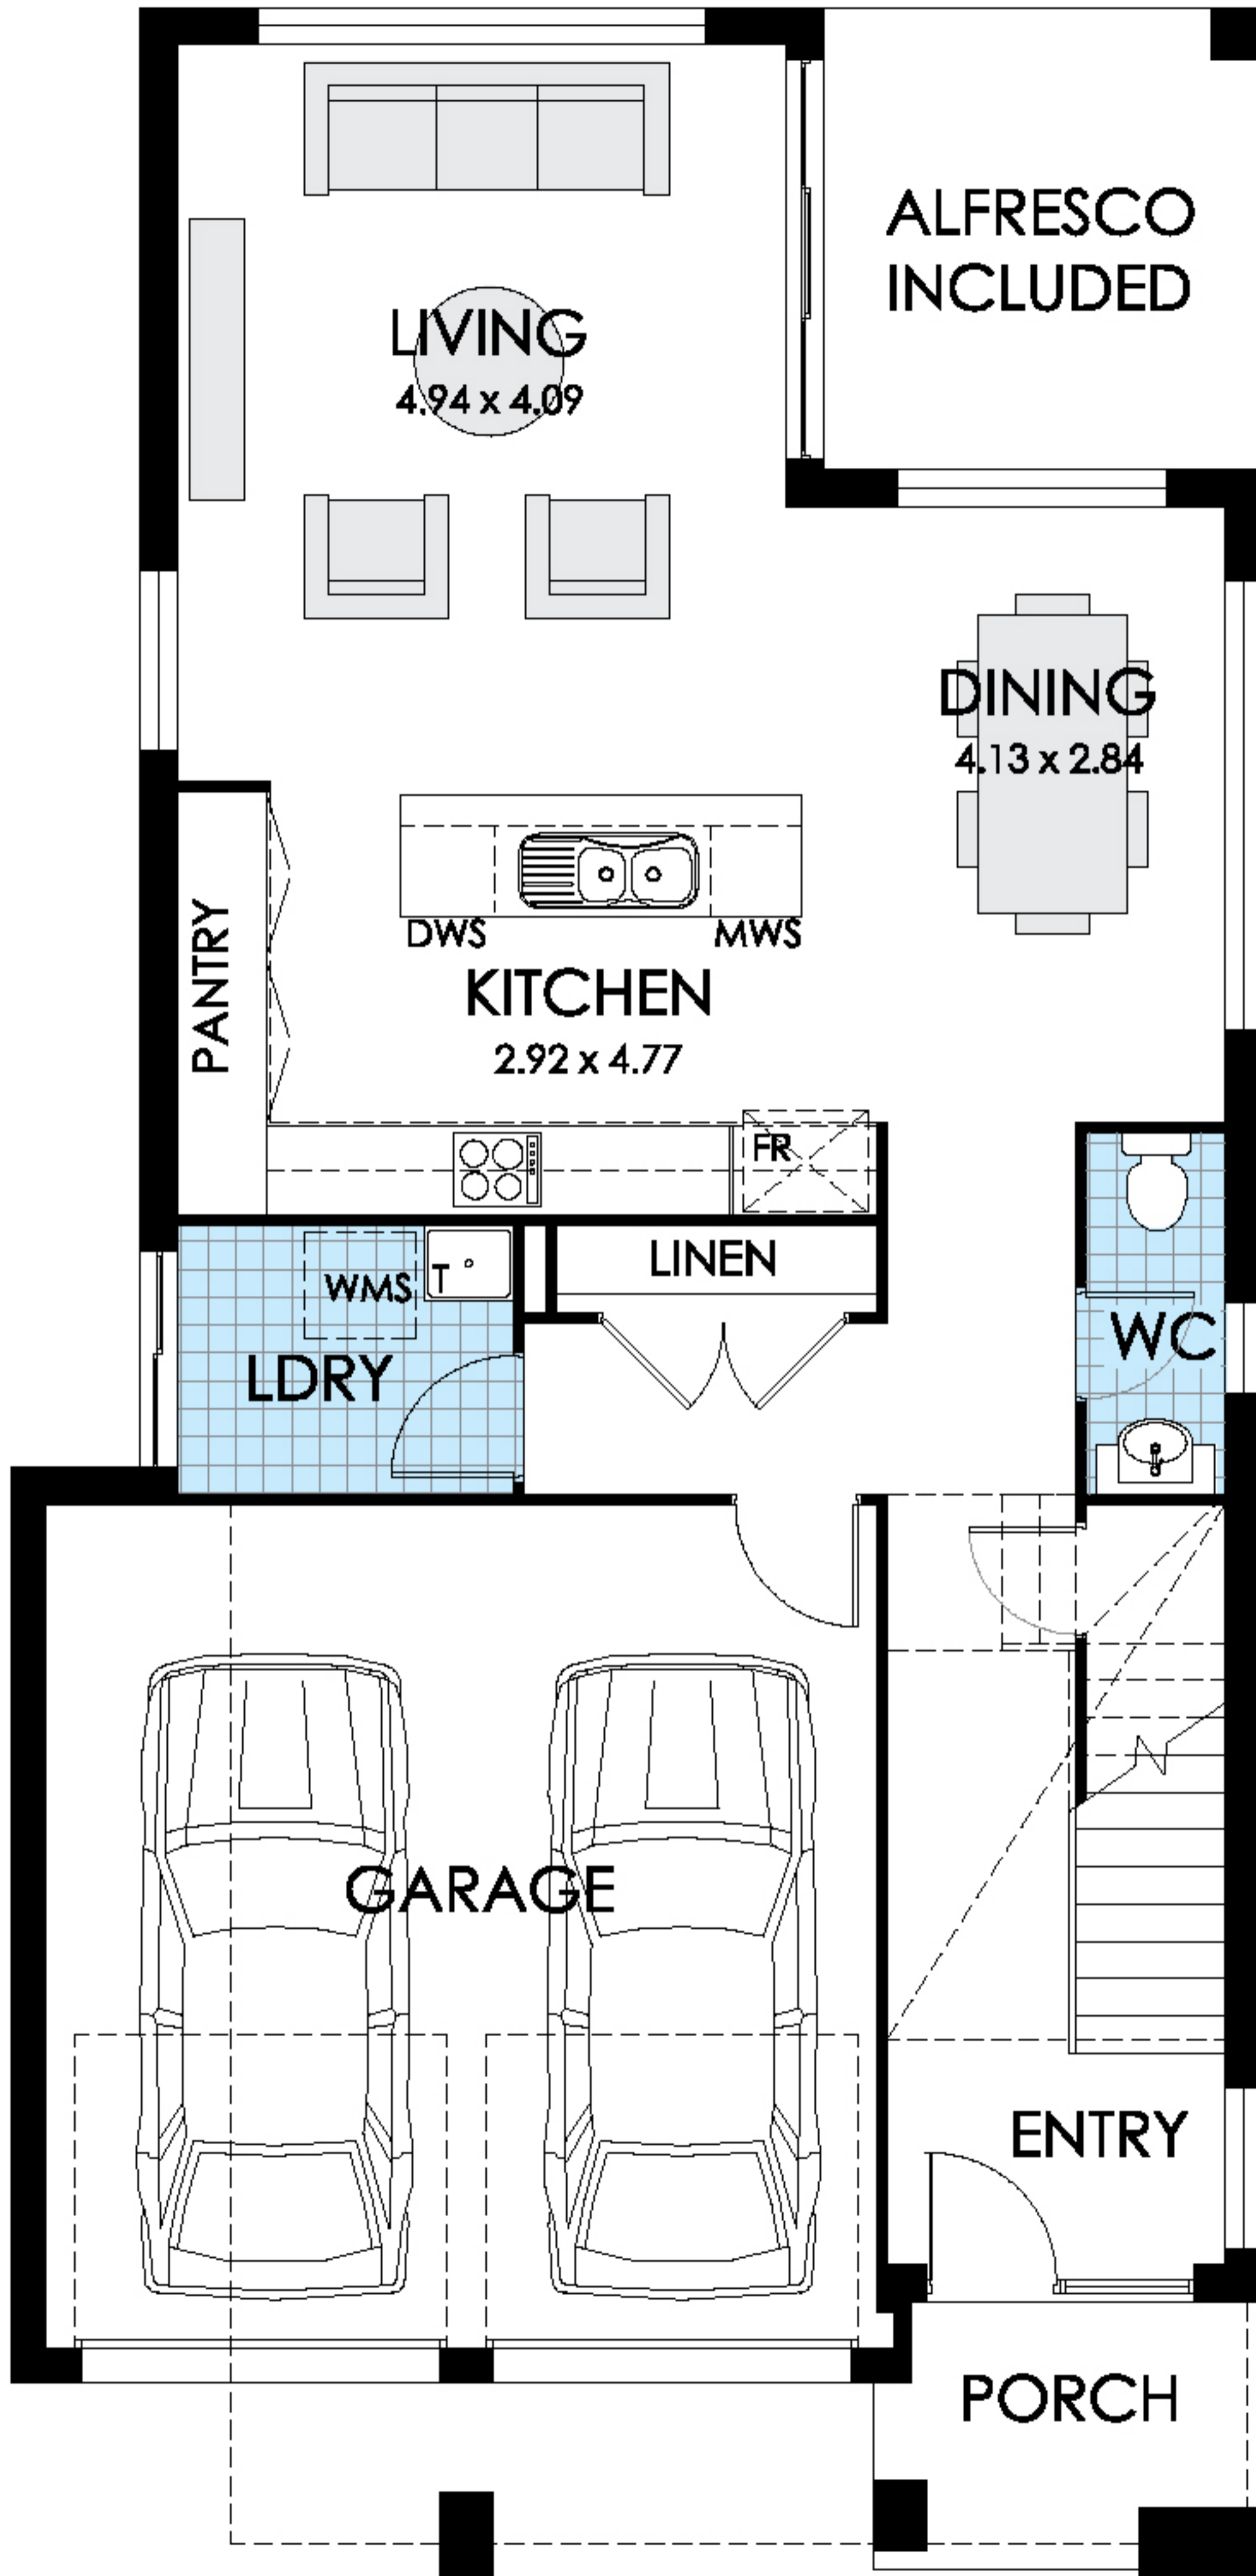 ALFRESCO
INCLUDED
LIVING
4.94 x 4.09
DINING
4.13 x 2.84
PANTRY
DWS
MWS
KITCHEN
2.92 x 4.77
FR
LINEN
WMS
T
LDRY
WC
GARAGE
ENTRY
PORCH